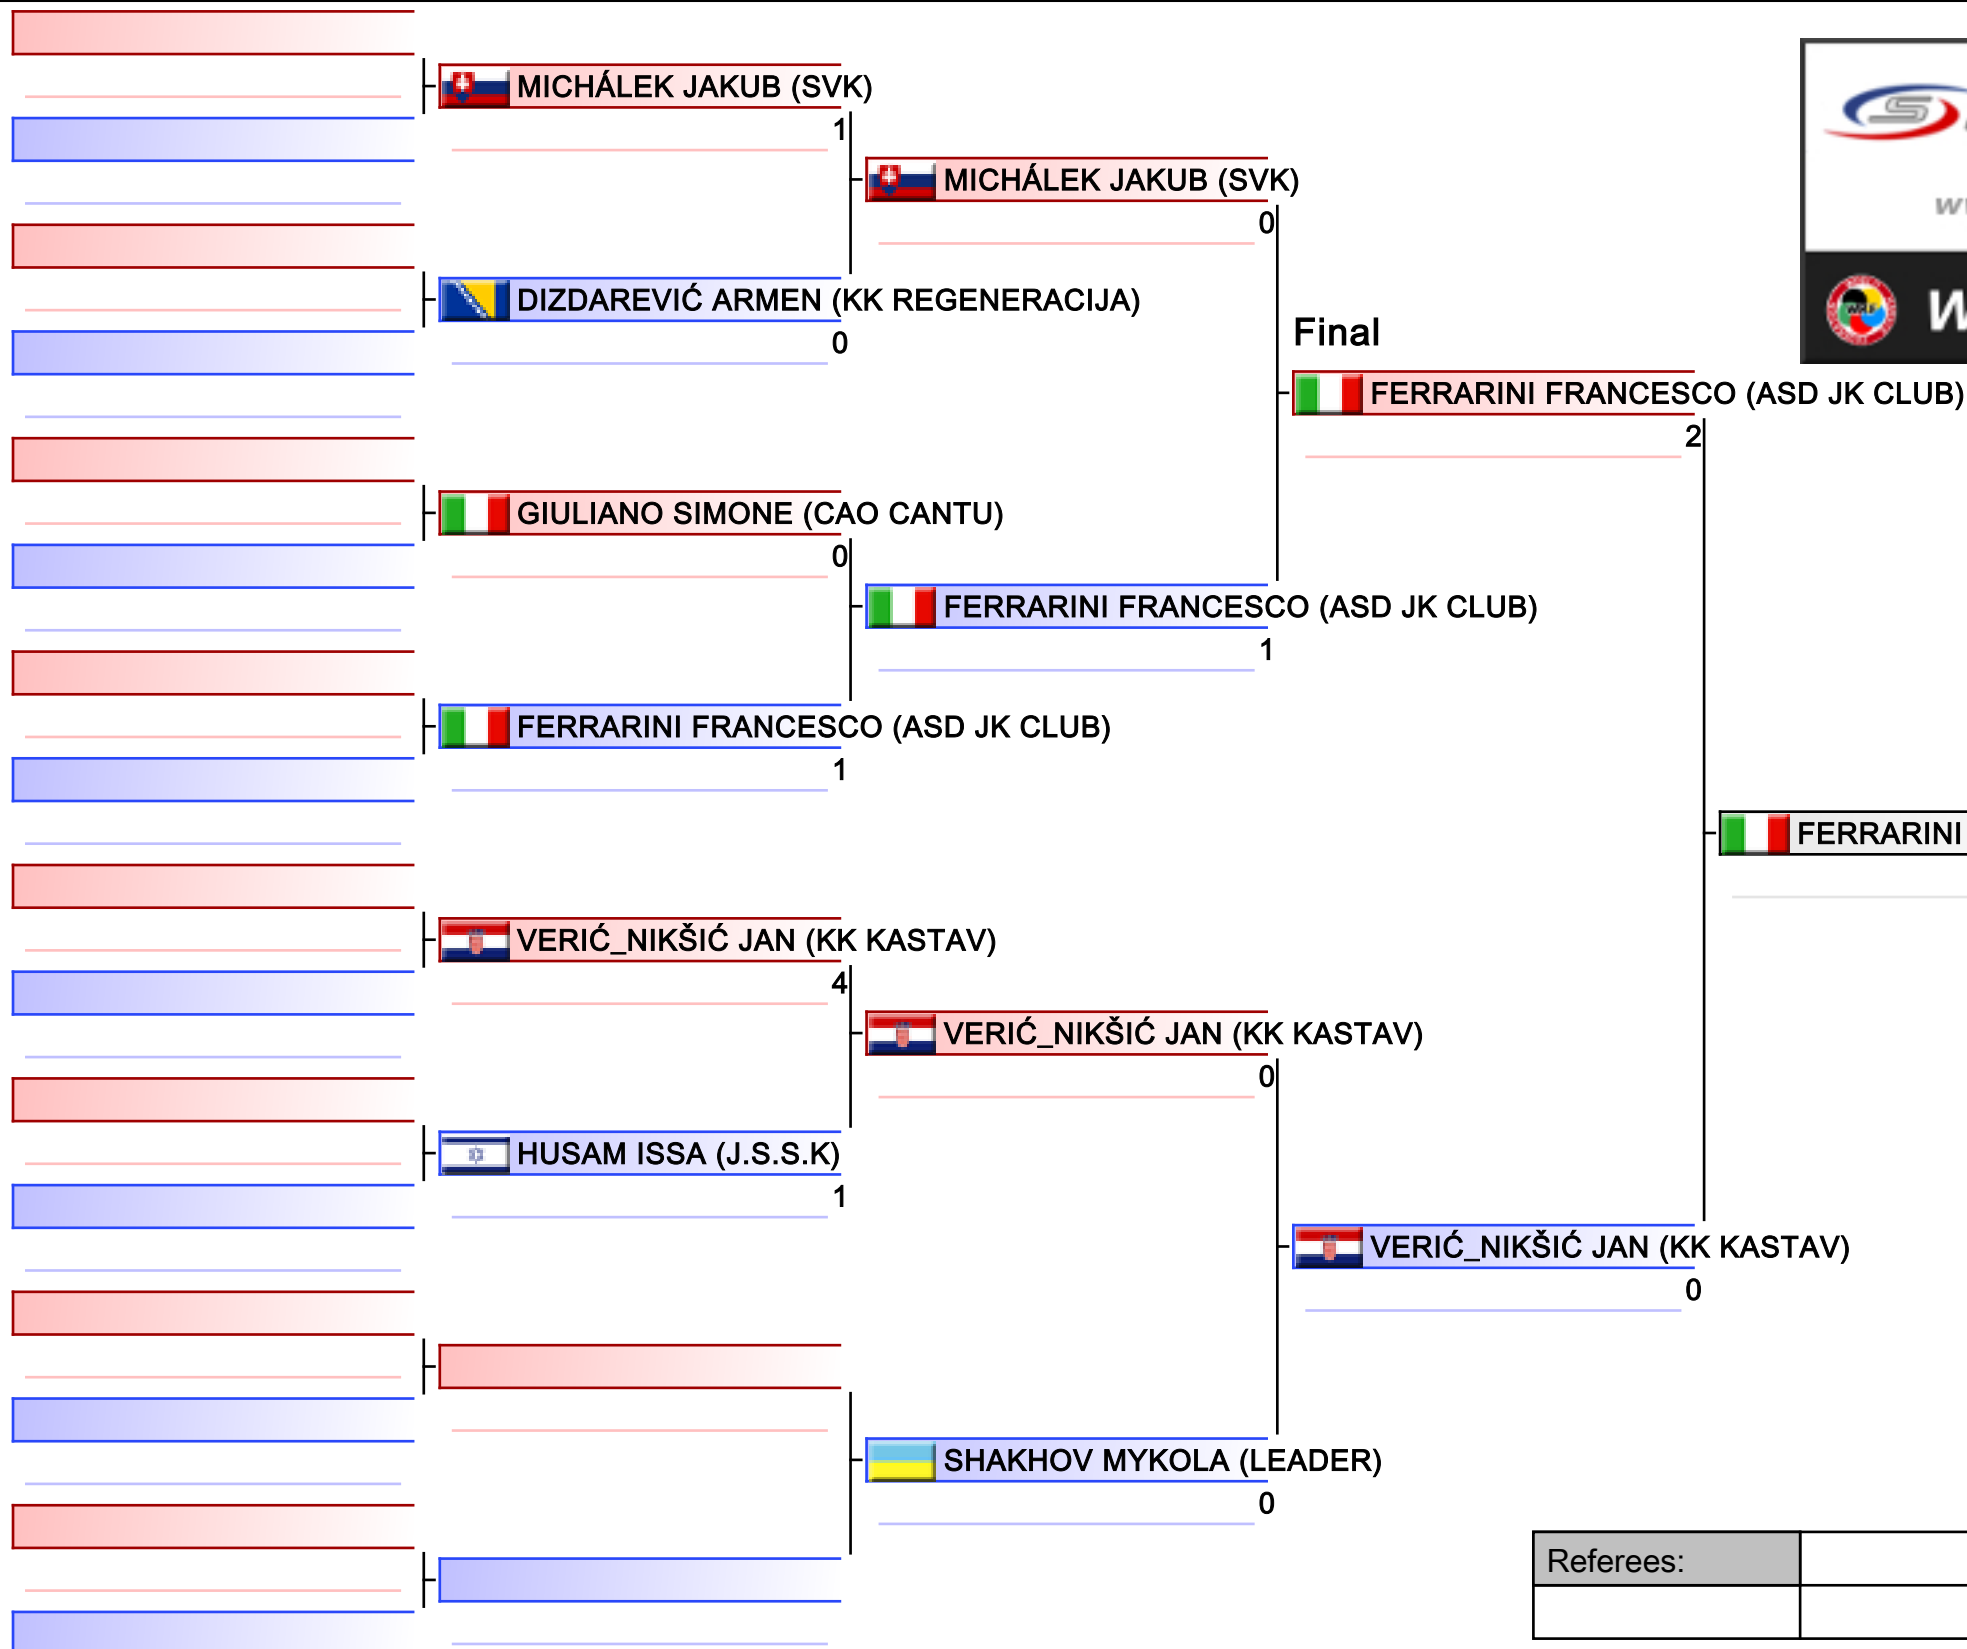 MICHÁLEK JAKUB (SVK)
1
MICHÁLEK JAKUB (SVK)
0
DIZDAREVIĆ ARMEN (KK REGENERACIJA)
0
Final
FERRARINI FRANCESCO (ASD JK CLUB)
2
GIULIANO SIMONE (CAO CANTU)
0
FERRARINI FRANCESCO (ASD JK CLUB)
1
FERRARINI FRANCESCO (ASD JK CLUB)
1
FERRARINI
VERIĆ_NIKŠIĆ JAN (KK KASTAV)
4
VERIĆ_NIKŠIĆ JAN (KK KASTAV)
0
HUSAM ISSA (J.S.S.K)
1
VERIĆ_NIKŠIĆ JAN (KK KASTAV)
0
SHAKHOV MYKOLA (LEADER)
0
Referees: